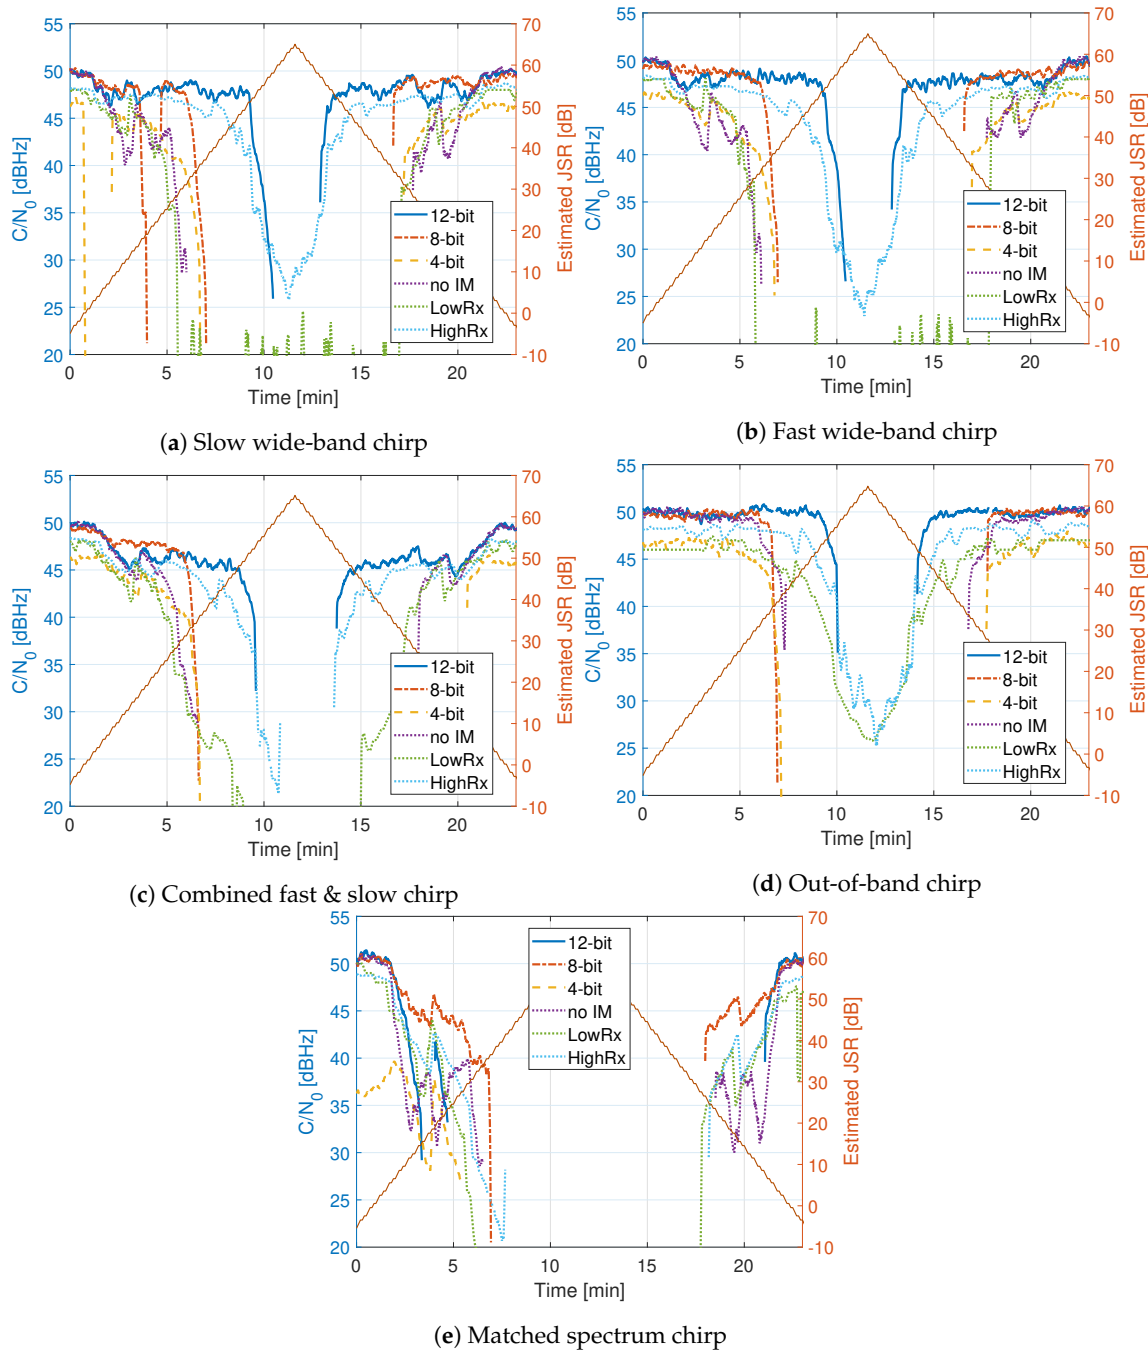 55
50
45
40
35
30
25
20
C/N0 [dBHz]
70
60
50
40
30
20
10
0
-10
Estimated JSR [dB]
12-bit
8-bit
4-bit
no IM
LowRx
HighRx
0 5 10 15 20
Time [min]
(a) Slow wide-band chirp
55
50
45
40
35
30
25
20
C/N0 [dBHz]
70
60
50
40
30
20
10
0
-10
Estimated JSR [dB]
12-bit
8-bit
4-bit
no IM
LowRx
HighRx
0 5 10 15 20
Time [min]
(b) Fast wide-band chirp
55
50
45
40
35
30
25
20
C/N0 [dBHz]
70
60
50
40
30
20
10
0
-10
Estimated JSR [dB]
12-bit
8-bit
4-bit
no IM
LowRx
HighRx
0 5 10 15 20
Time [min]
(c) Combined fast & slow chirp
55
50
45
40
35
30
25
20
C/N0 [dBHz]
70
60
50
40
30
20
10
0
-10
Estimated JSR [dB]
12-bit
8-bit
4-bit
no IM
LowRx
HighRx
0 5 10 15 20
Time [min]
(d) Out-of-band chirp
55
50
45
40
35
30
25
20
C/N0 [dBHz]
70
60
50
40
30
20
10
0
-10
Estimated JSR [dB]
12-bit
8-bit
4-bit
no IM
LowRx
HighRx
0 5 10 15 20
Time [min]
(e) Matched spectrum chirp